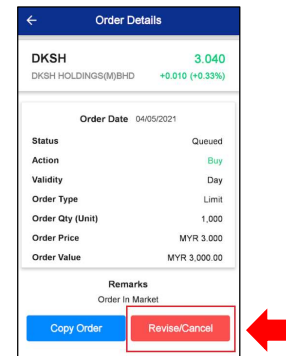 Order Details
DKSH 3.040
DKSH HOLDINGS(M)BHD +0.010 (+0.33%)
Order Date 04/05/2021
Status Queued
Action Buy
Validity Day
Order Type Limit
Order Qty (Unit) 1,000
Order Price MYR 3.000
Order Value MYR 3,000.00
Remarks
Order In Market
Copy Order Revise/Cancel